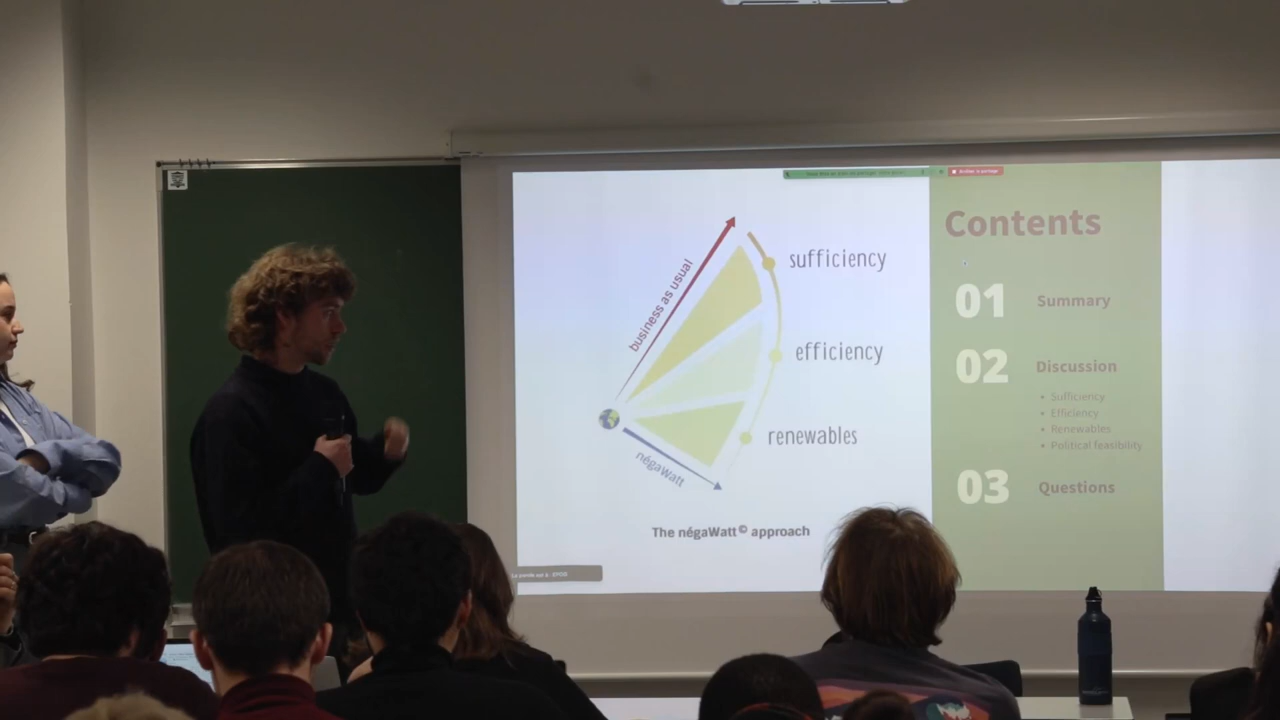 Contents
business as usual
sufficiency
01 Summary
efficiency
02 Discussion
• Sufficiency
• Efficiency
• Renewables
• Political feasibility
renewables
négaWatt
03 Questions
The négaWatt© approach